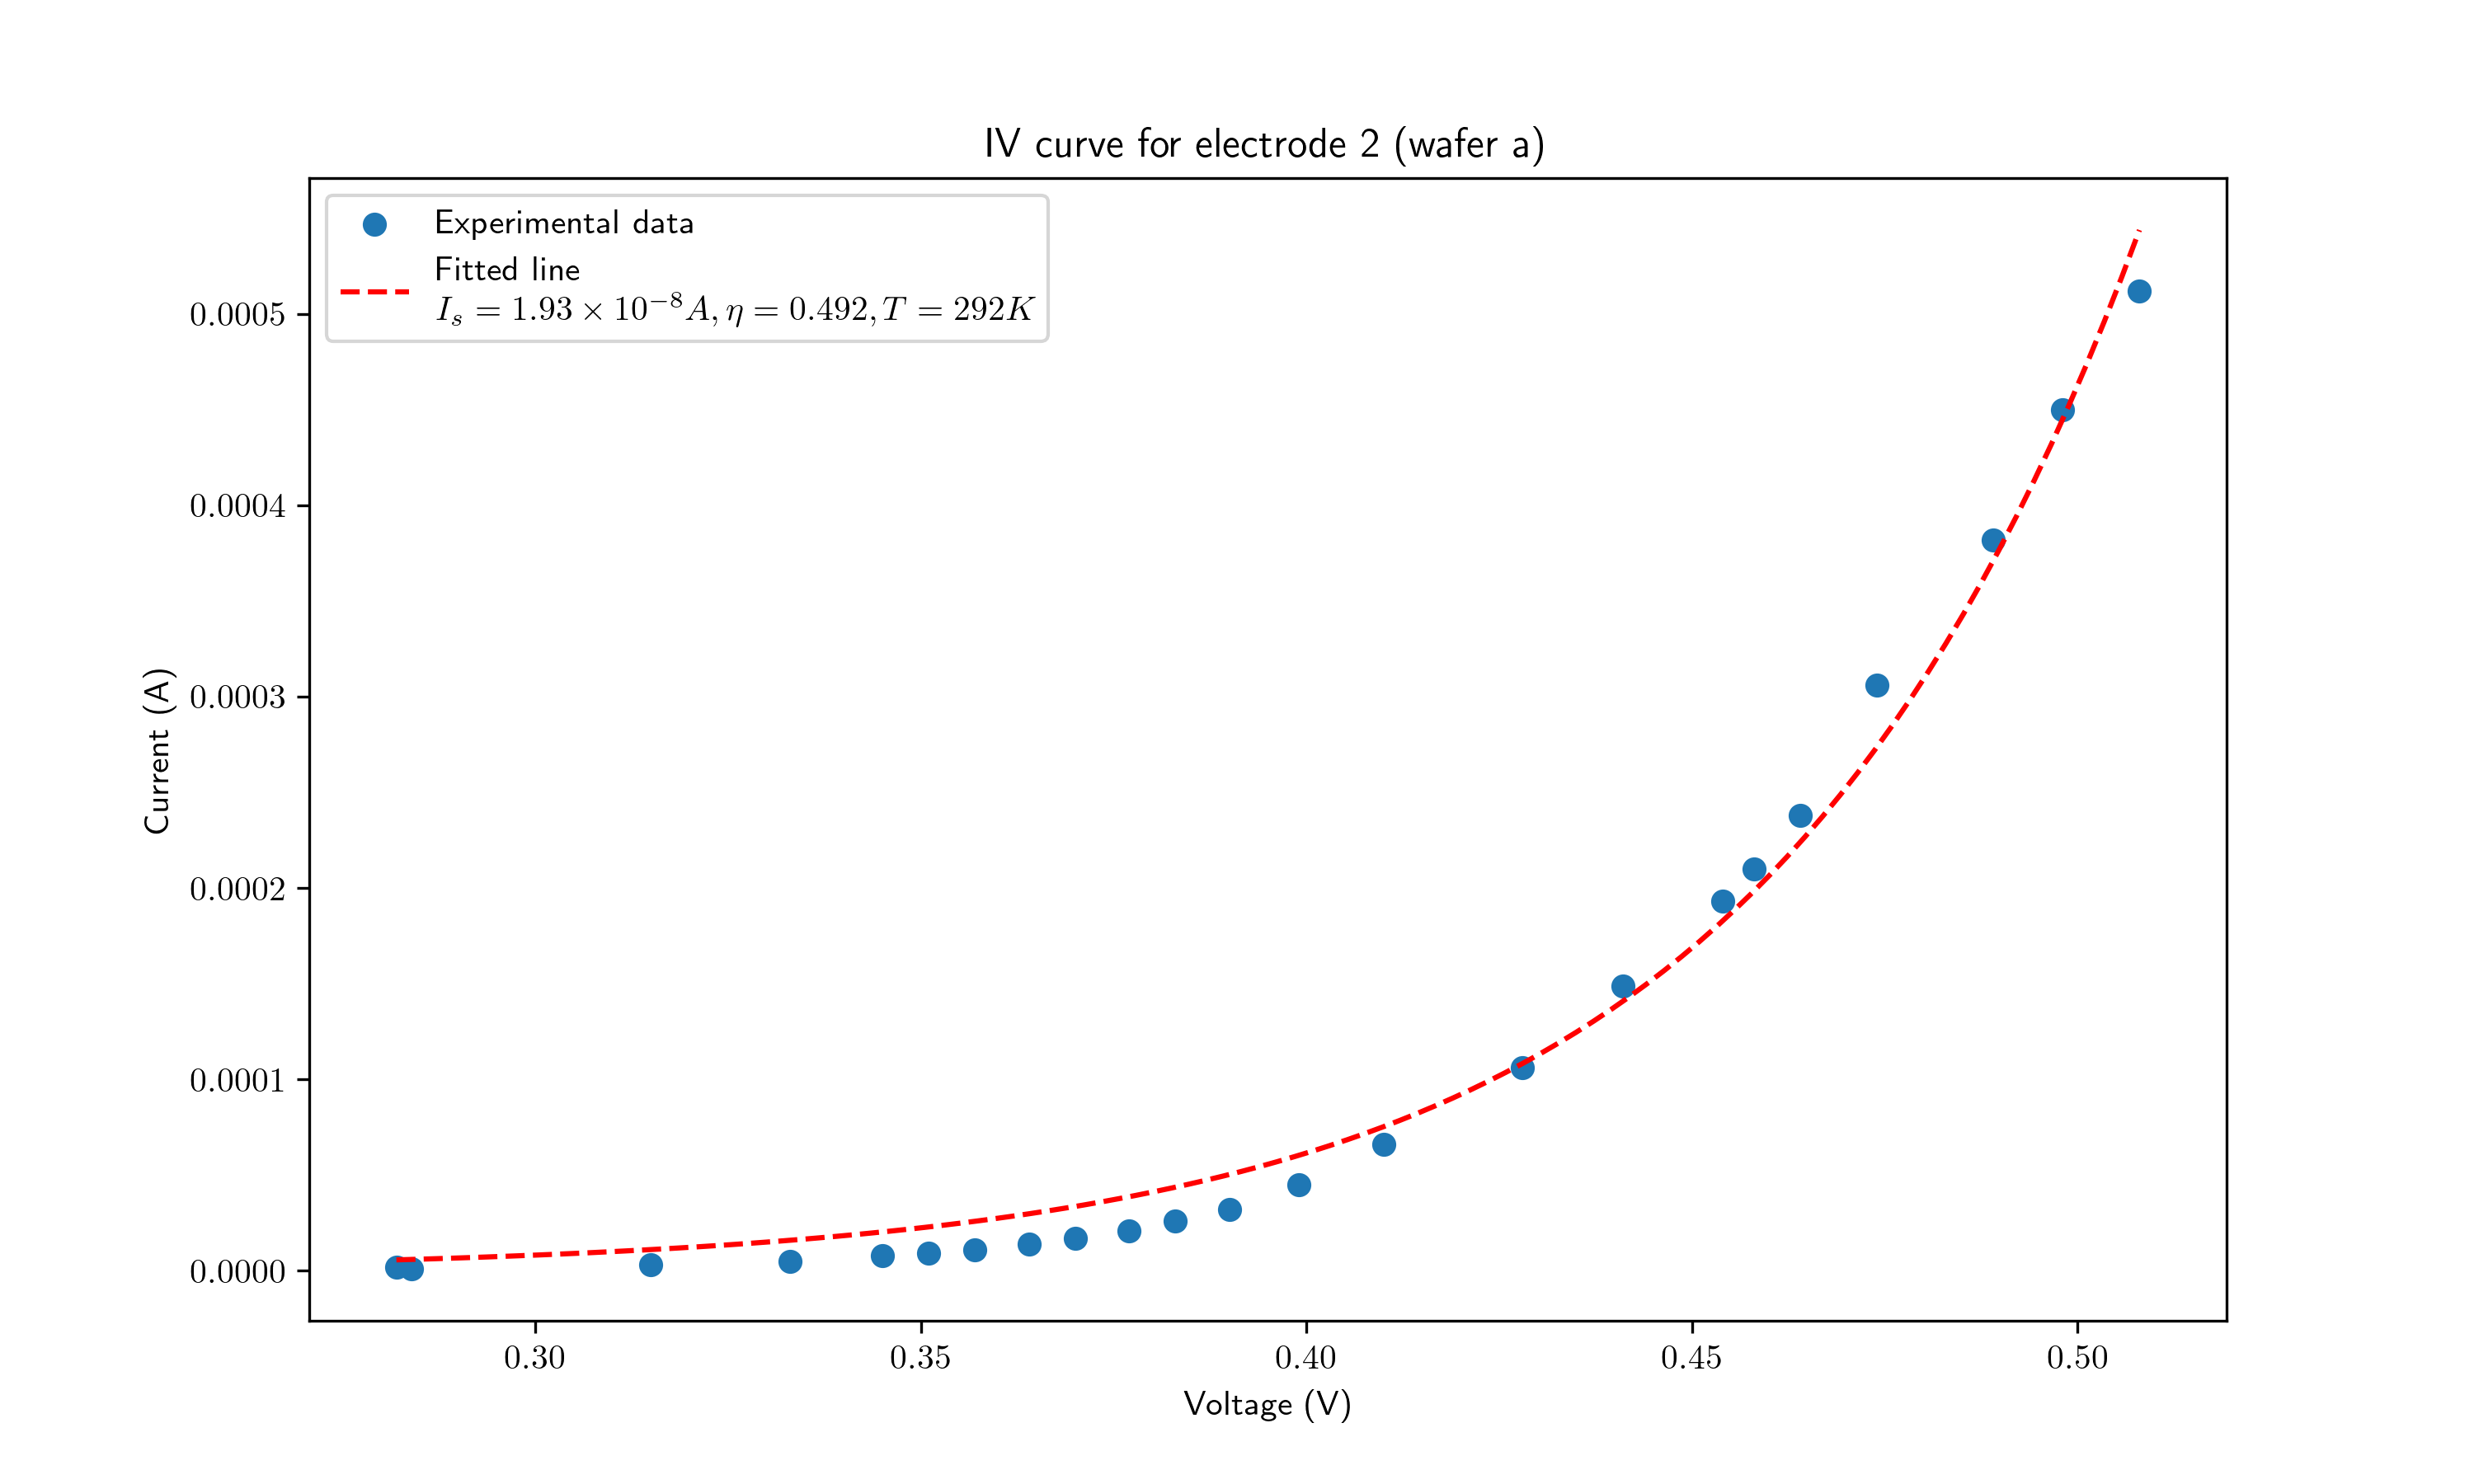 IV curve for electrode 2 (wafer a)
Experimental data
Fitted line
I_s = 1.93 × 10^{-8}A, η = 0.492, T = 292K
0.0005
0.0004
0.0003
0.0002
0.0001
0.0000
Current (A)
0.30 0.35 0.40 0.45 0.50
Voltage (V)